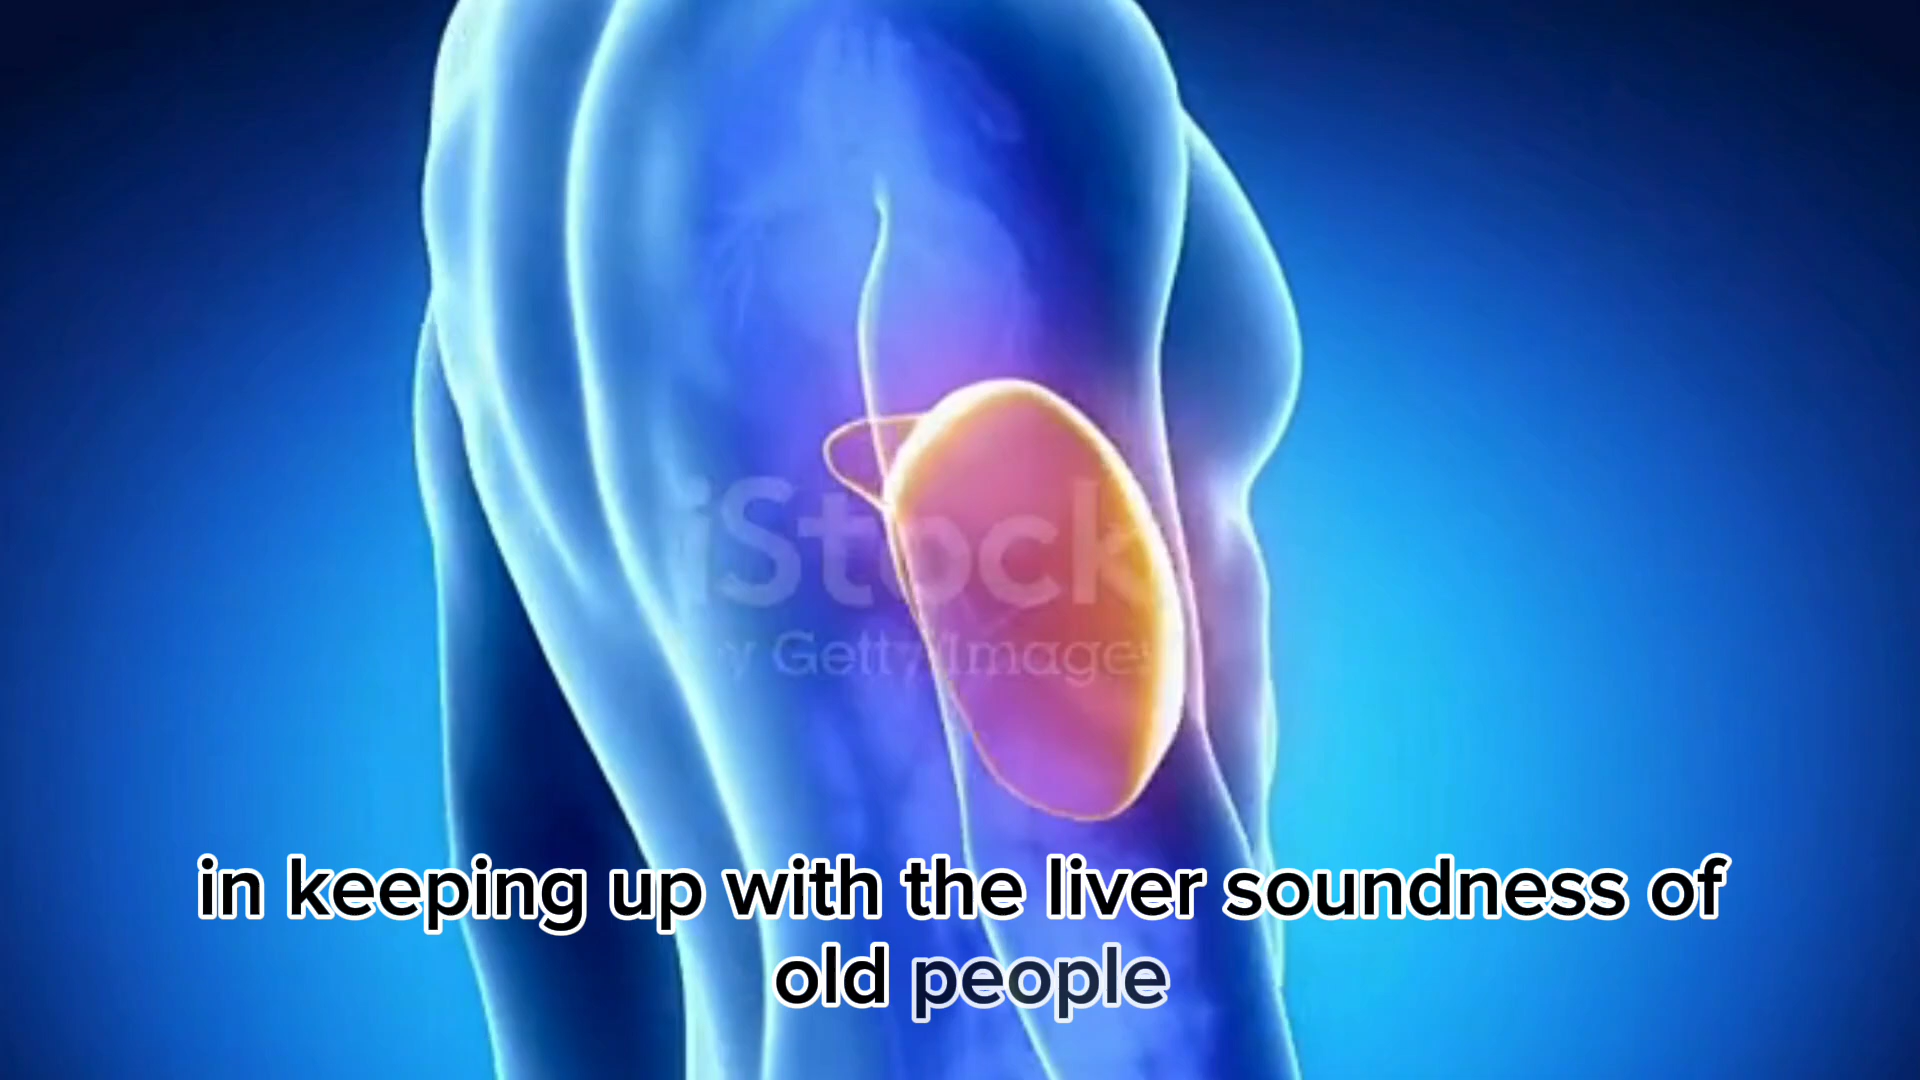 iStock
y Getty Images
in keeping up with the liver soundness of
old people